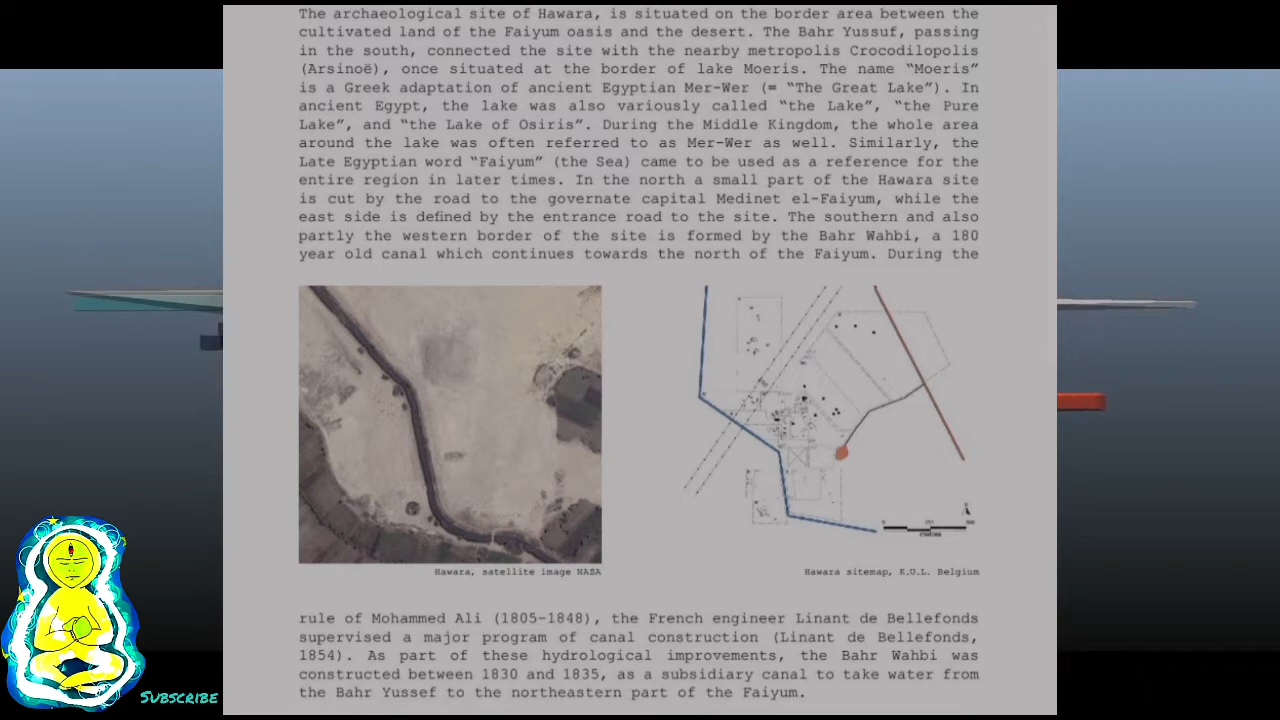 The archaeological site of Hawara, is situated on the border area between the
cultivated land of the Faiyum oasis and the desert. The Bahr Yussuf, passing
in the south, connected the site with the nearby metropolis Crocodilopolis
(Arsinoë), once situated at the border of lake Moeris. The name “Moeris”
is a Greek adaptation of ancient Egyptian Mer-Wer (= “The Great Lake”). In
ancient Egypt, the lake was also variously called “the Lake”, “the Pure
Lake”, and “the Lake of Osiris”. During the Middle Kingdom, the whole area
around the lake was often referred to as Mer-Wer as well. Similarly, the
Late Egyptian word “Faiyum” (the Sea) came to be used as a reference for the
entire region in later times. In the north a small part of the Hawara site
is cut by the road to the governate capital Medinet el-Faiyum, while the
east side is defined by the entrance road to the site. The southern and also
partly the western border of the site is formed by the Bahr Wahbi, a 180
year old canal which continues towards the north of the Faiyum. During the
Hawara, satellite image NASA
Hawara sitemap, K.U.L. Belgium
rule of Mohammed Ali (1805-1848), the French engineer Linant de Bellefonds
supervised a major program of canal construction (Linant de Bellefonds,
1854). As part of these hydrological improvements, the Bahr Wahbi was
constructed between 1830 and 1835, as a subsidiary canal to take water from
the Bahr Yussef to the northeastern part of the Faiyum.
Subscribe